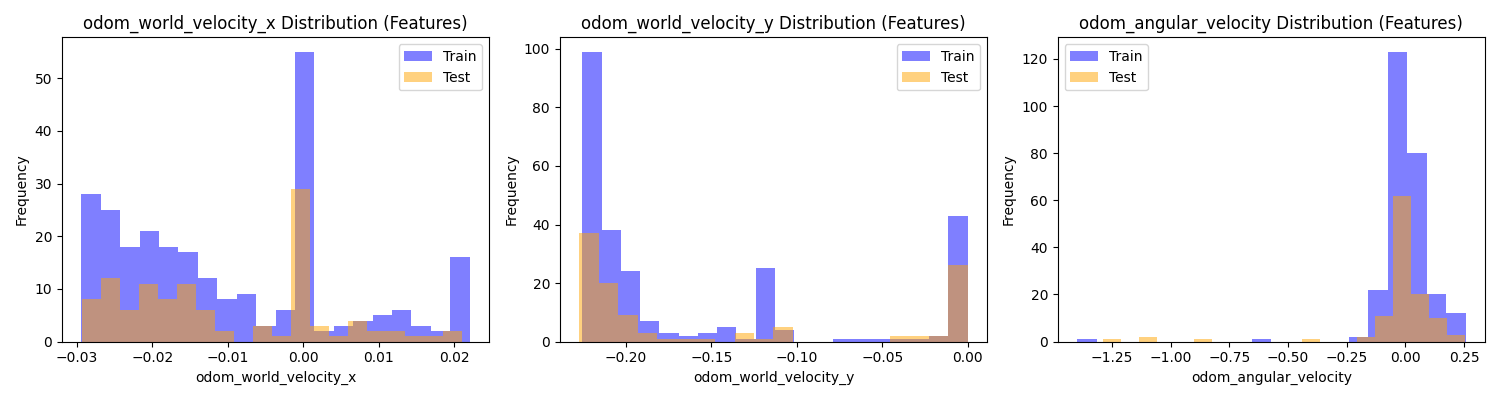 odom_world_velocity_x Distribution (Features)
Frequency
50
40
30
20
10
0
−0.03
−0.02
−0.01
0.00
0.01
0.02
odom_world_velocity_x
Train
Test
odom_world_velocity_y Distribution (Features)
Frequency
100
80
60
40
20
0
−0.20
−0.15
−0.10
−0.05
0.00
odom_world_velocity_y
Train
Test
odom_angular_velocity Distribution (Features)
Frequency
120
100
80
60
40
20
0
−1.25
−1.00
−0.75
−0.50
−0.25
0.00
0.25
odom_angular_velocity
Train
Test